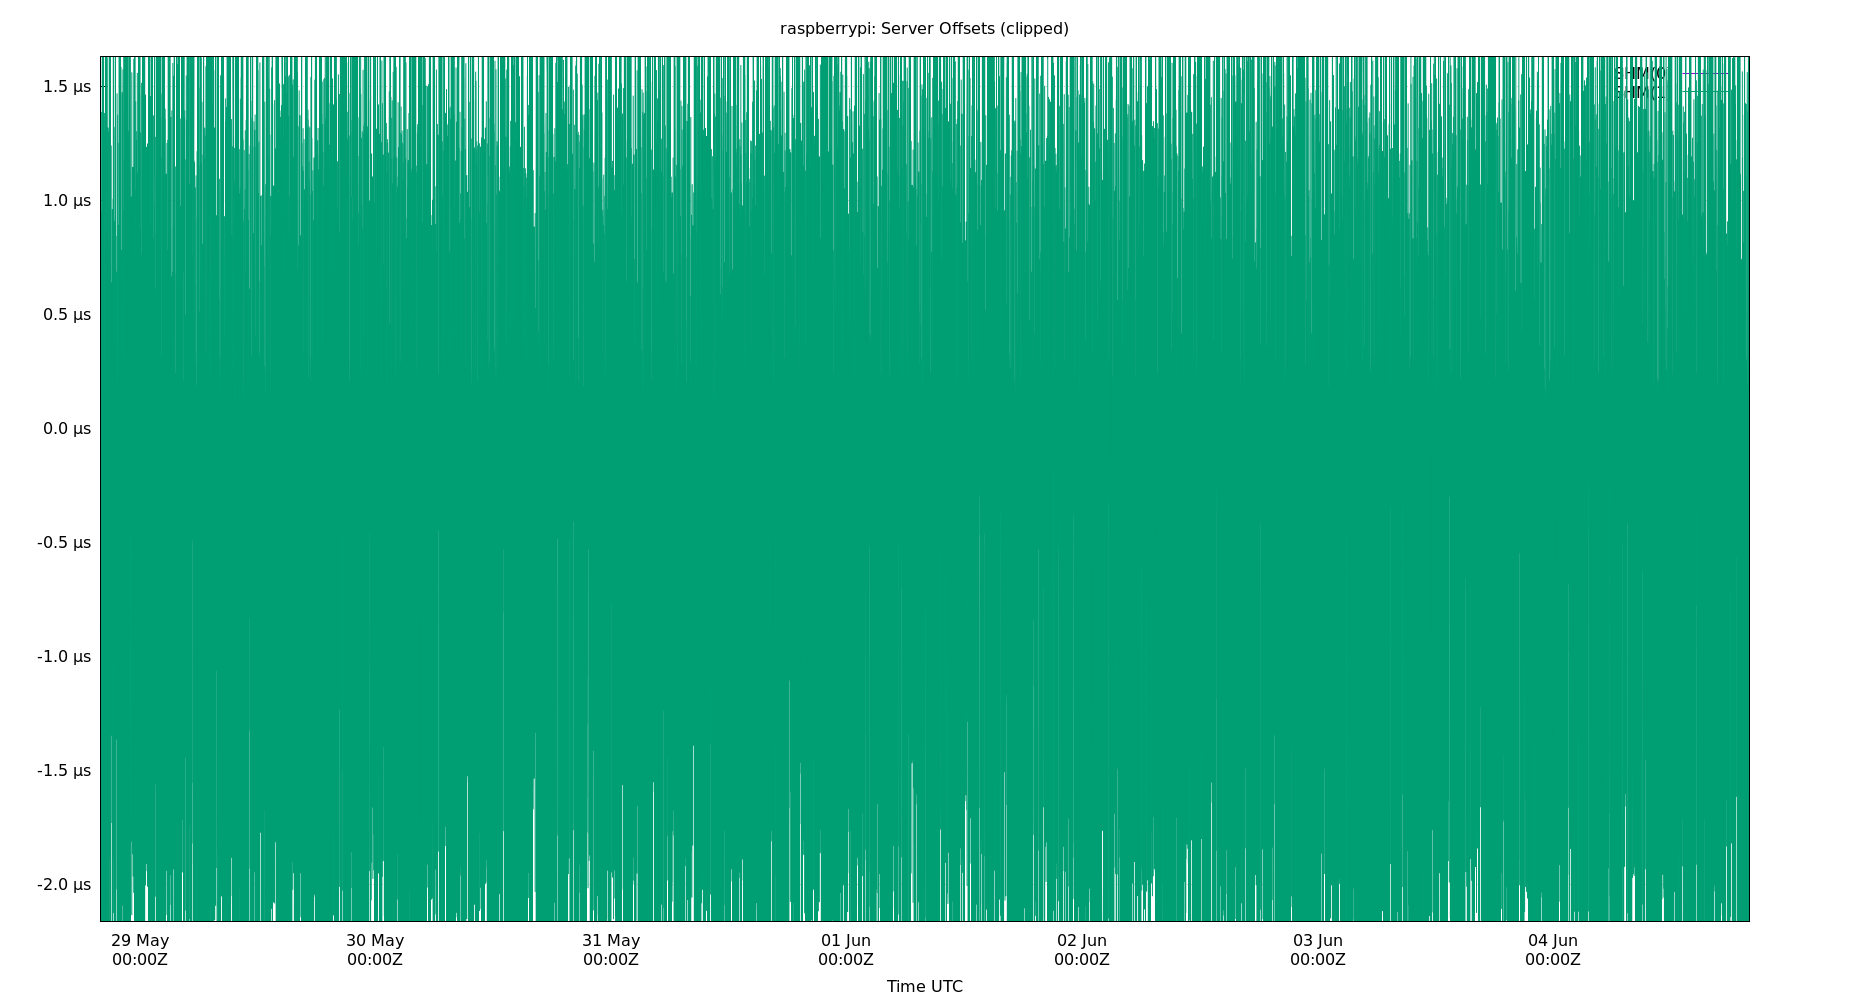 raspberrypi: Server Offsets (clipped)
1.5 µs
1.0 µs
0.5 µs
0.0 µs
-0.5 µs
-1.0 µs
-1.5 µs
-2.0 µs
29 May
00:00Z
30 May
00:00Z
31 May
00:00Z
01 Jun
00:00Z
02 Jun
00:00Z
03 Jun
00:00Z
04 Jun
00:00Z
Time UTC